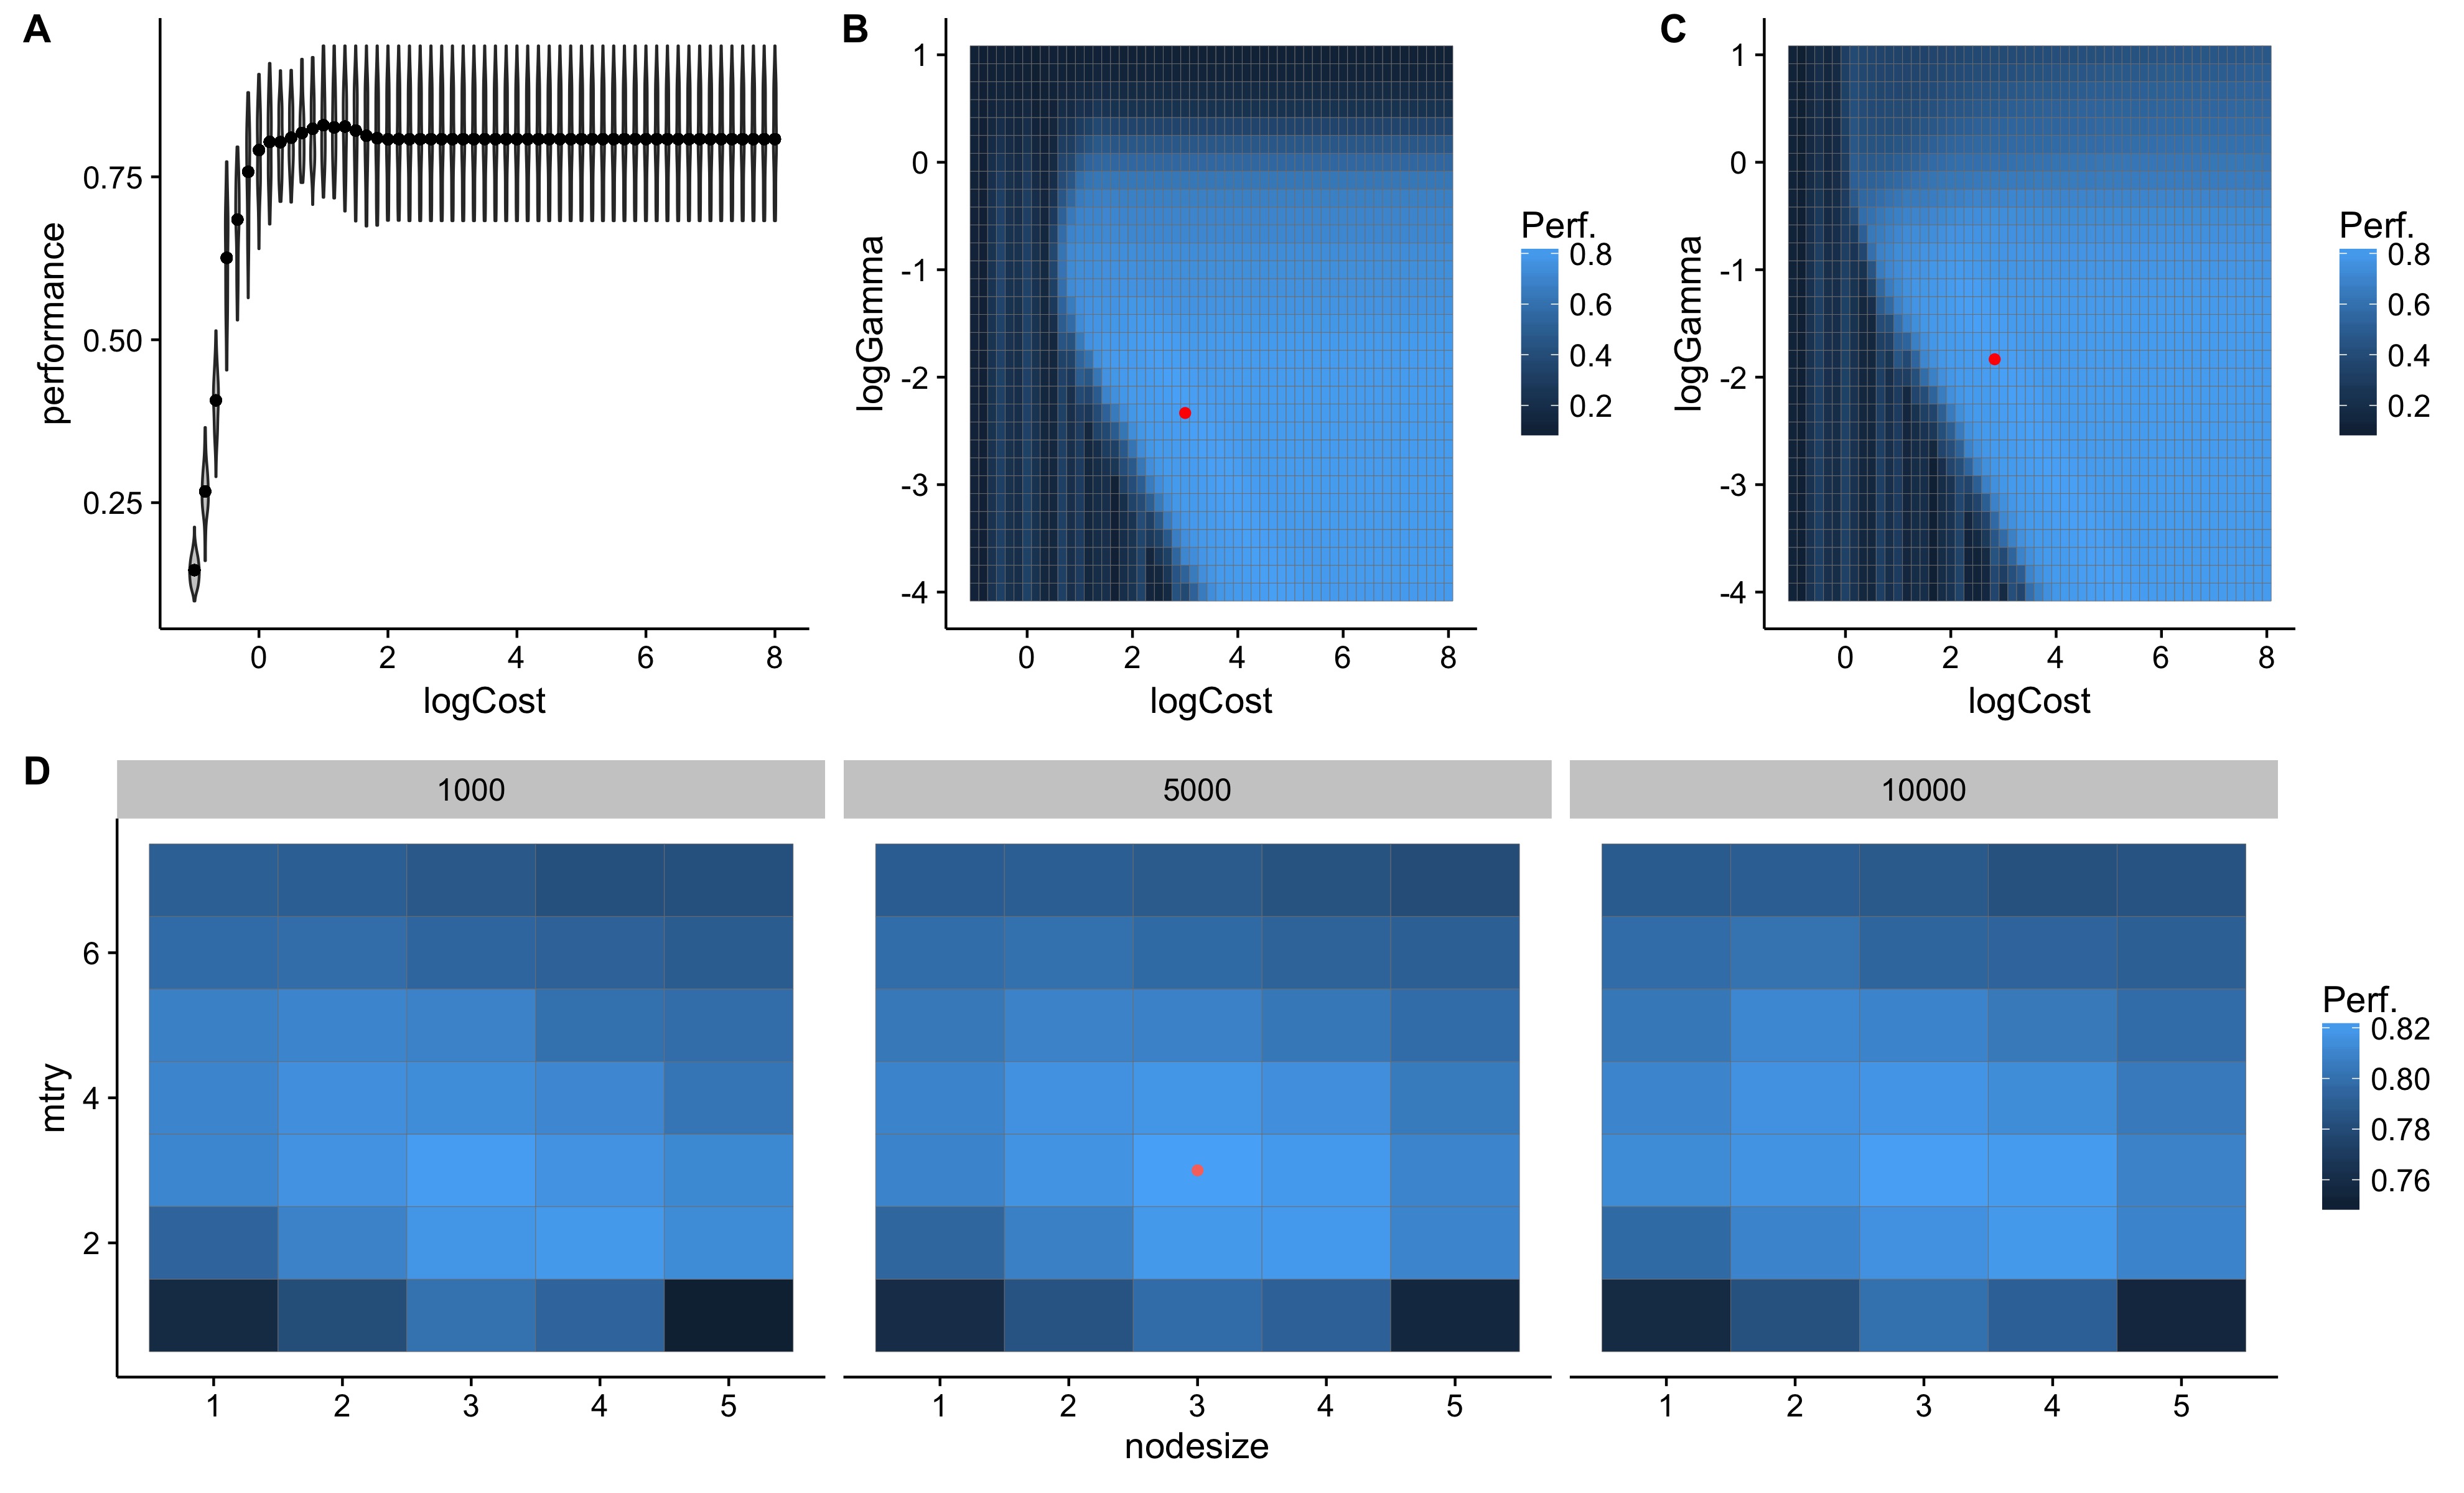 A
performance
0.75
0.50
0.25
0 2 4 6 8
logCost
B
logGamma
1
0
-1
-2
-3
-4
0 2 4 6 8
logCost
Perf.
0.8
0.6
0.4
0.2
C
logGamma
1
0
-1
-2
-3
-4
0 2 4 6 8
logCost
Perf.
0.8
0.6
0.4
0.2
D
1000 5000 10000
mtry
6
4
2
1 2 3 4 5 1 2 3 4 5 1 2 3 4 5
nodesize
Perf.
0.82
0.80
0.78
0.76